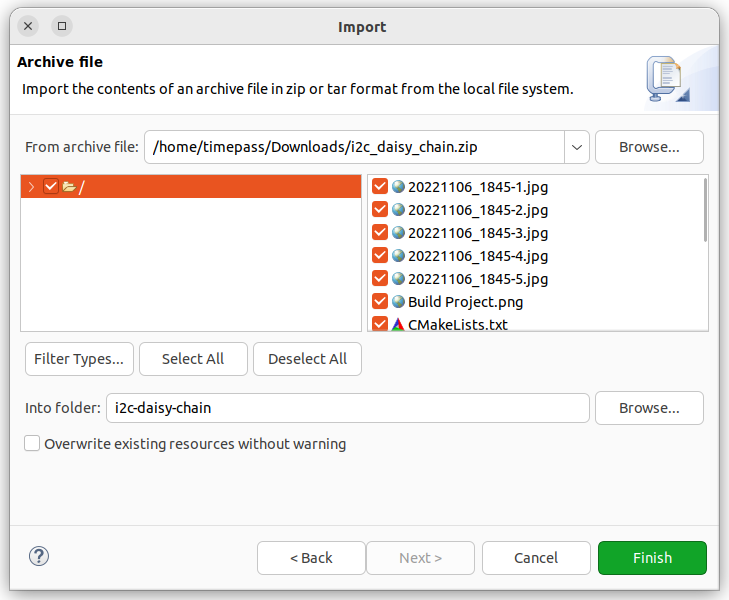 Import
Archive file
Import the contents of an archive file in zip or tar format from the local file system.
From archive file: /home/timepass/Downloads/i2c_daisy_chain.zip Browse...
/
20221106_1845-1.jpg
20221106_1845-2.jpg
20221106_1845-3.jpg
20221106_1845-4.jpg
20221106_1845-5.jpg
Build Project.png
CMakeLists.txt
Filter Types... Select All Deselect All
Into folder: i2c-daisy-chain Browse...
Overwrite existing resources without warning
? < Back Next > Cancel Finish